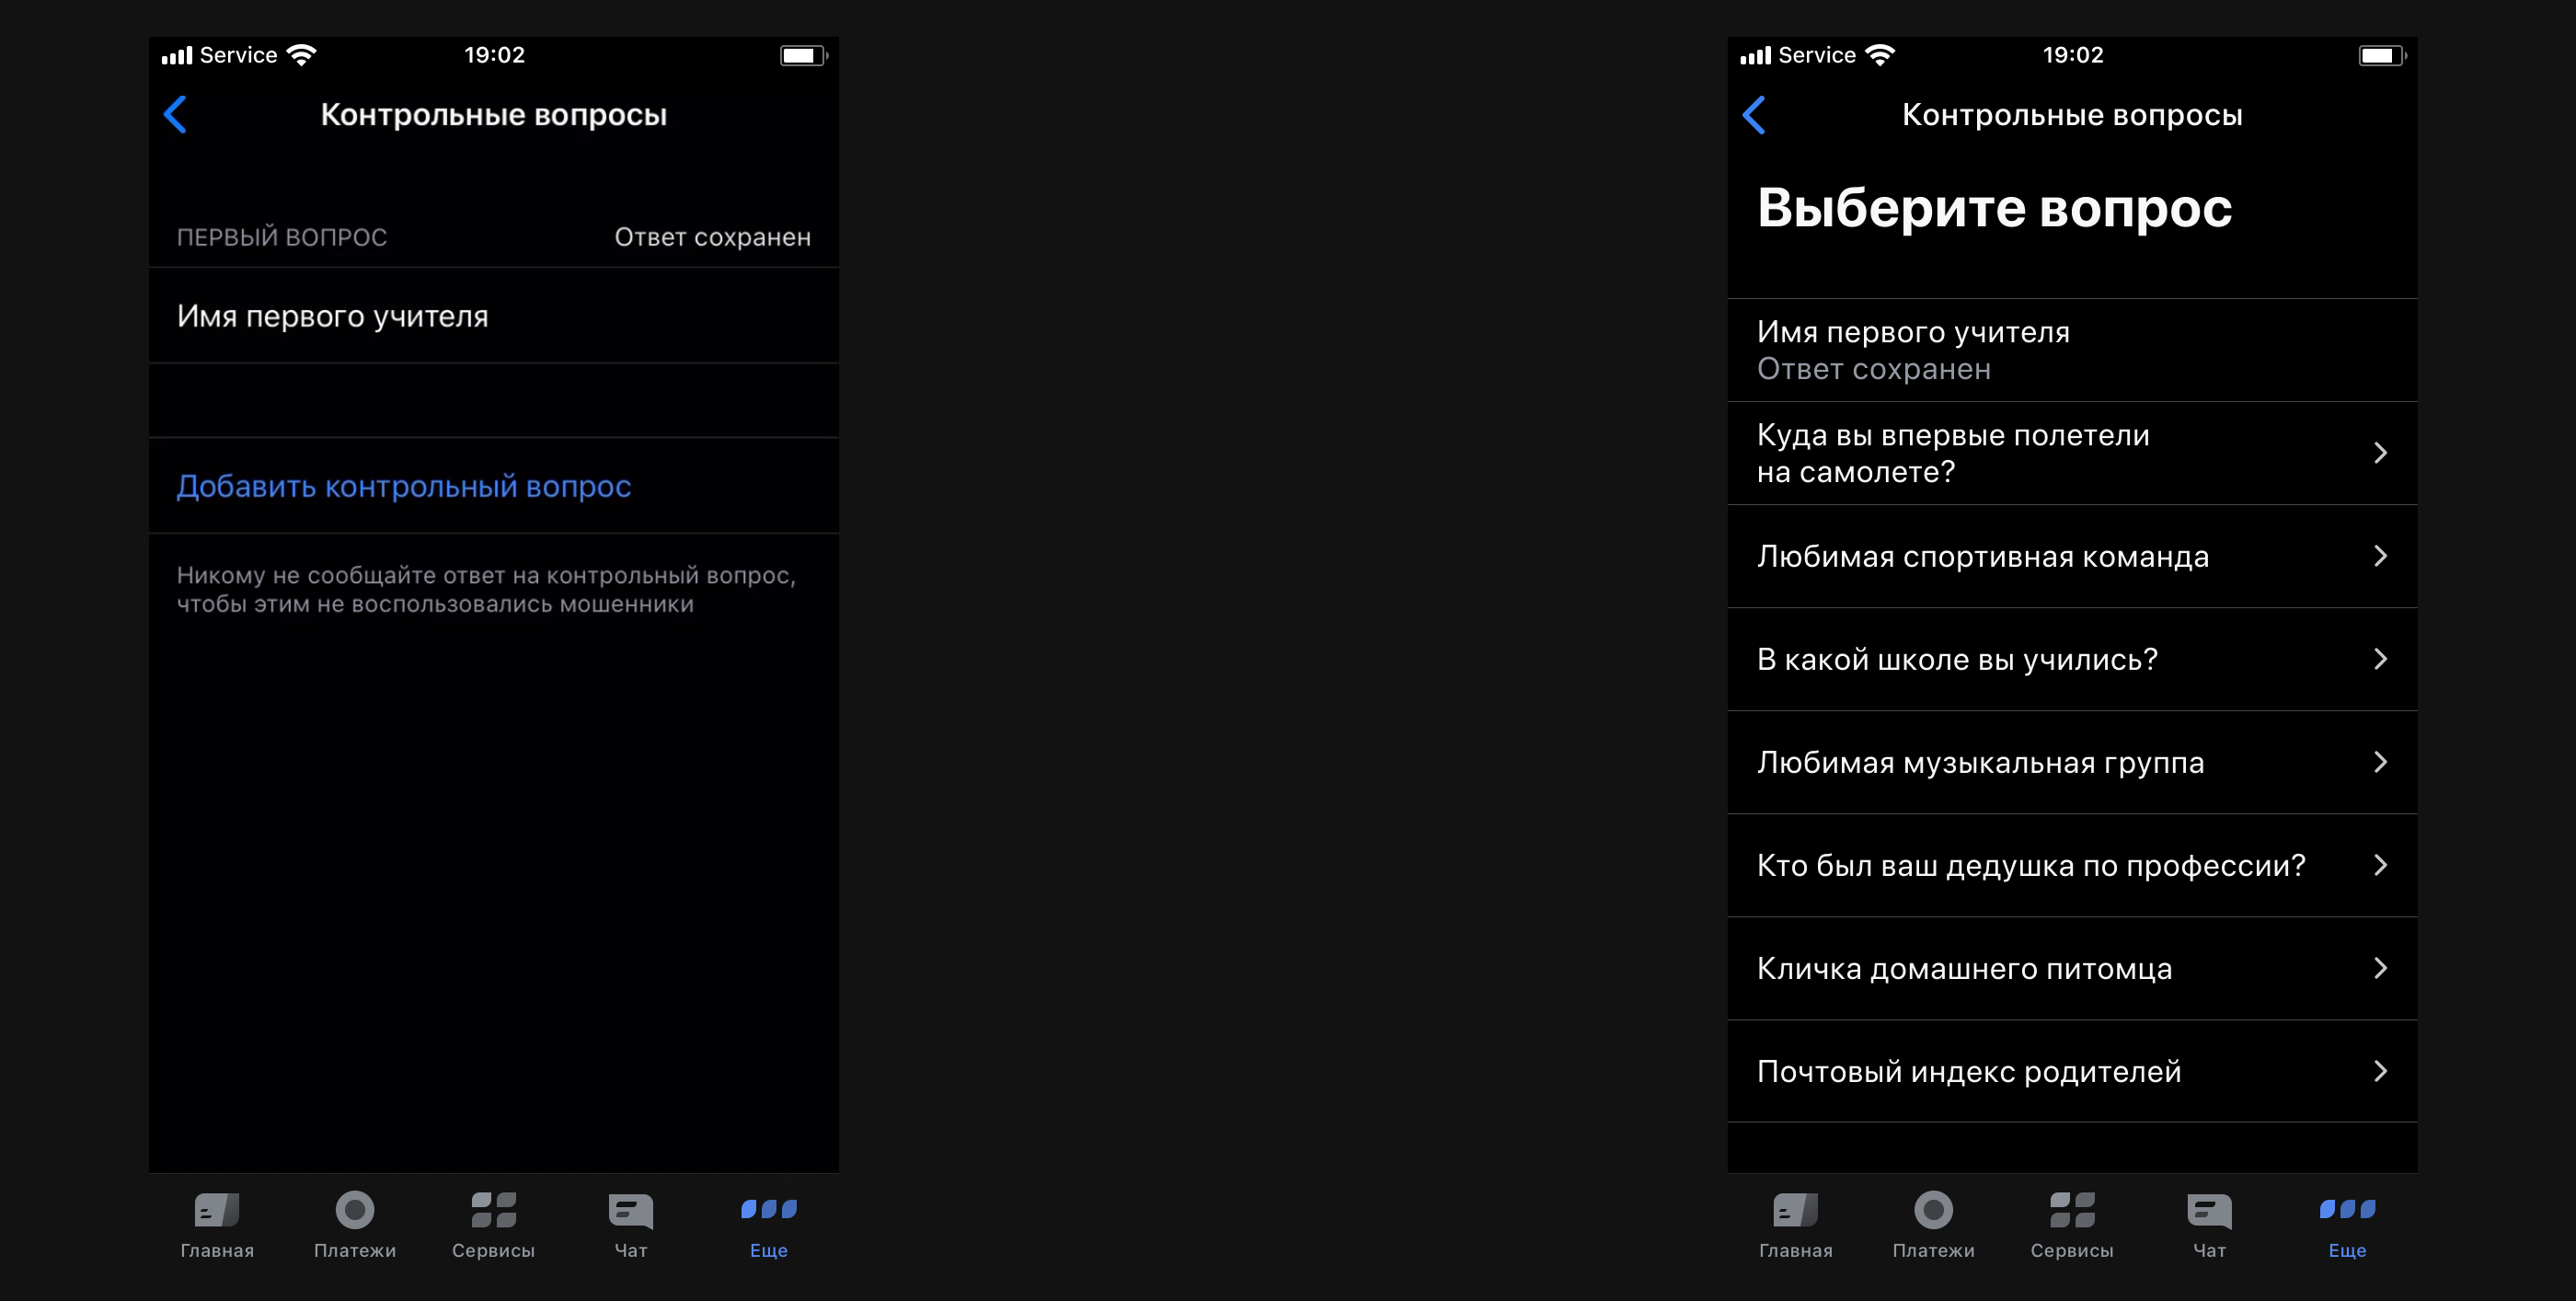 Service 19:02
Контрольные вопросы
ПЕРВЫЙ ВОПРОС Ответ сохранен
Имя первого учителя
Добавить контрольный вопрос
Никому не сообщайте ответ на контрольный вопрос,
чтобы этим не воспользовались мошенники
Главная Платежи Сервисы Чат Еще
Service 19:02
Контрольные вопросы
Выберите вопрос
Имя первого учителя
Ответ сохранен
Куда вы впервые полетели
на самолете?
Любимая спортивная команда
В какой школе вы учились?
Любимая музыкальная группа
Кто был ваш дедушка по профессии?
Кличка домашнего питомца
Почтовый индекс родителей
Главная Платежи Сервисы Чат Еще